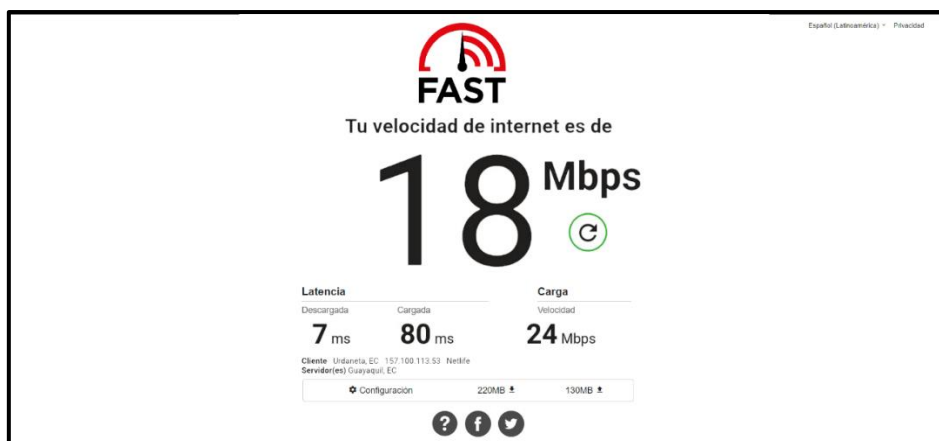 Español (Latinoamérica) Privacidad
FAST
Tu velocidad de internet es de
18 Mbps
Latencia Carga
Descargada Cargada Velocidad
7 ms 80 ms 24 Mbps
Cliente Urdaneta, EC 157.100.113.53 Netlife
Servidor(es) Guayaquil, EC
Configuración 220MB 130MB
?